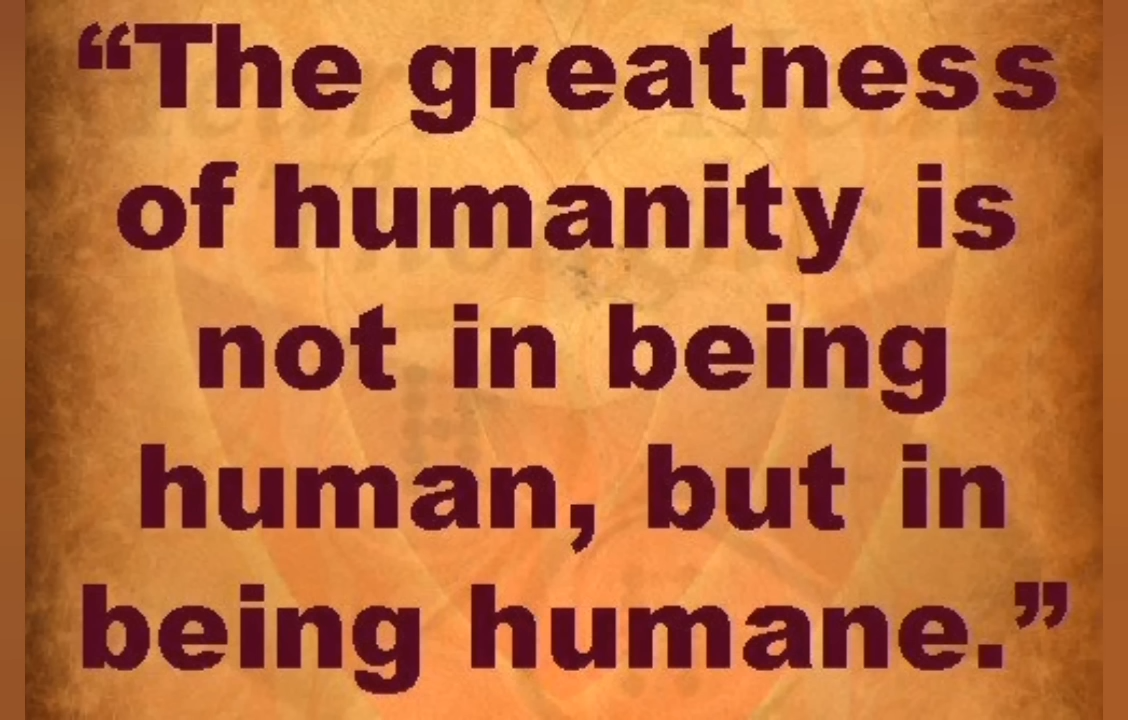 “The greatness
of humanity is
not in being
human, but in
being humane.”